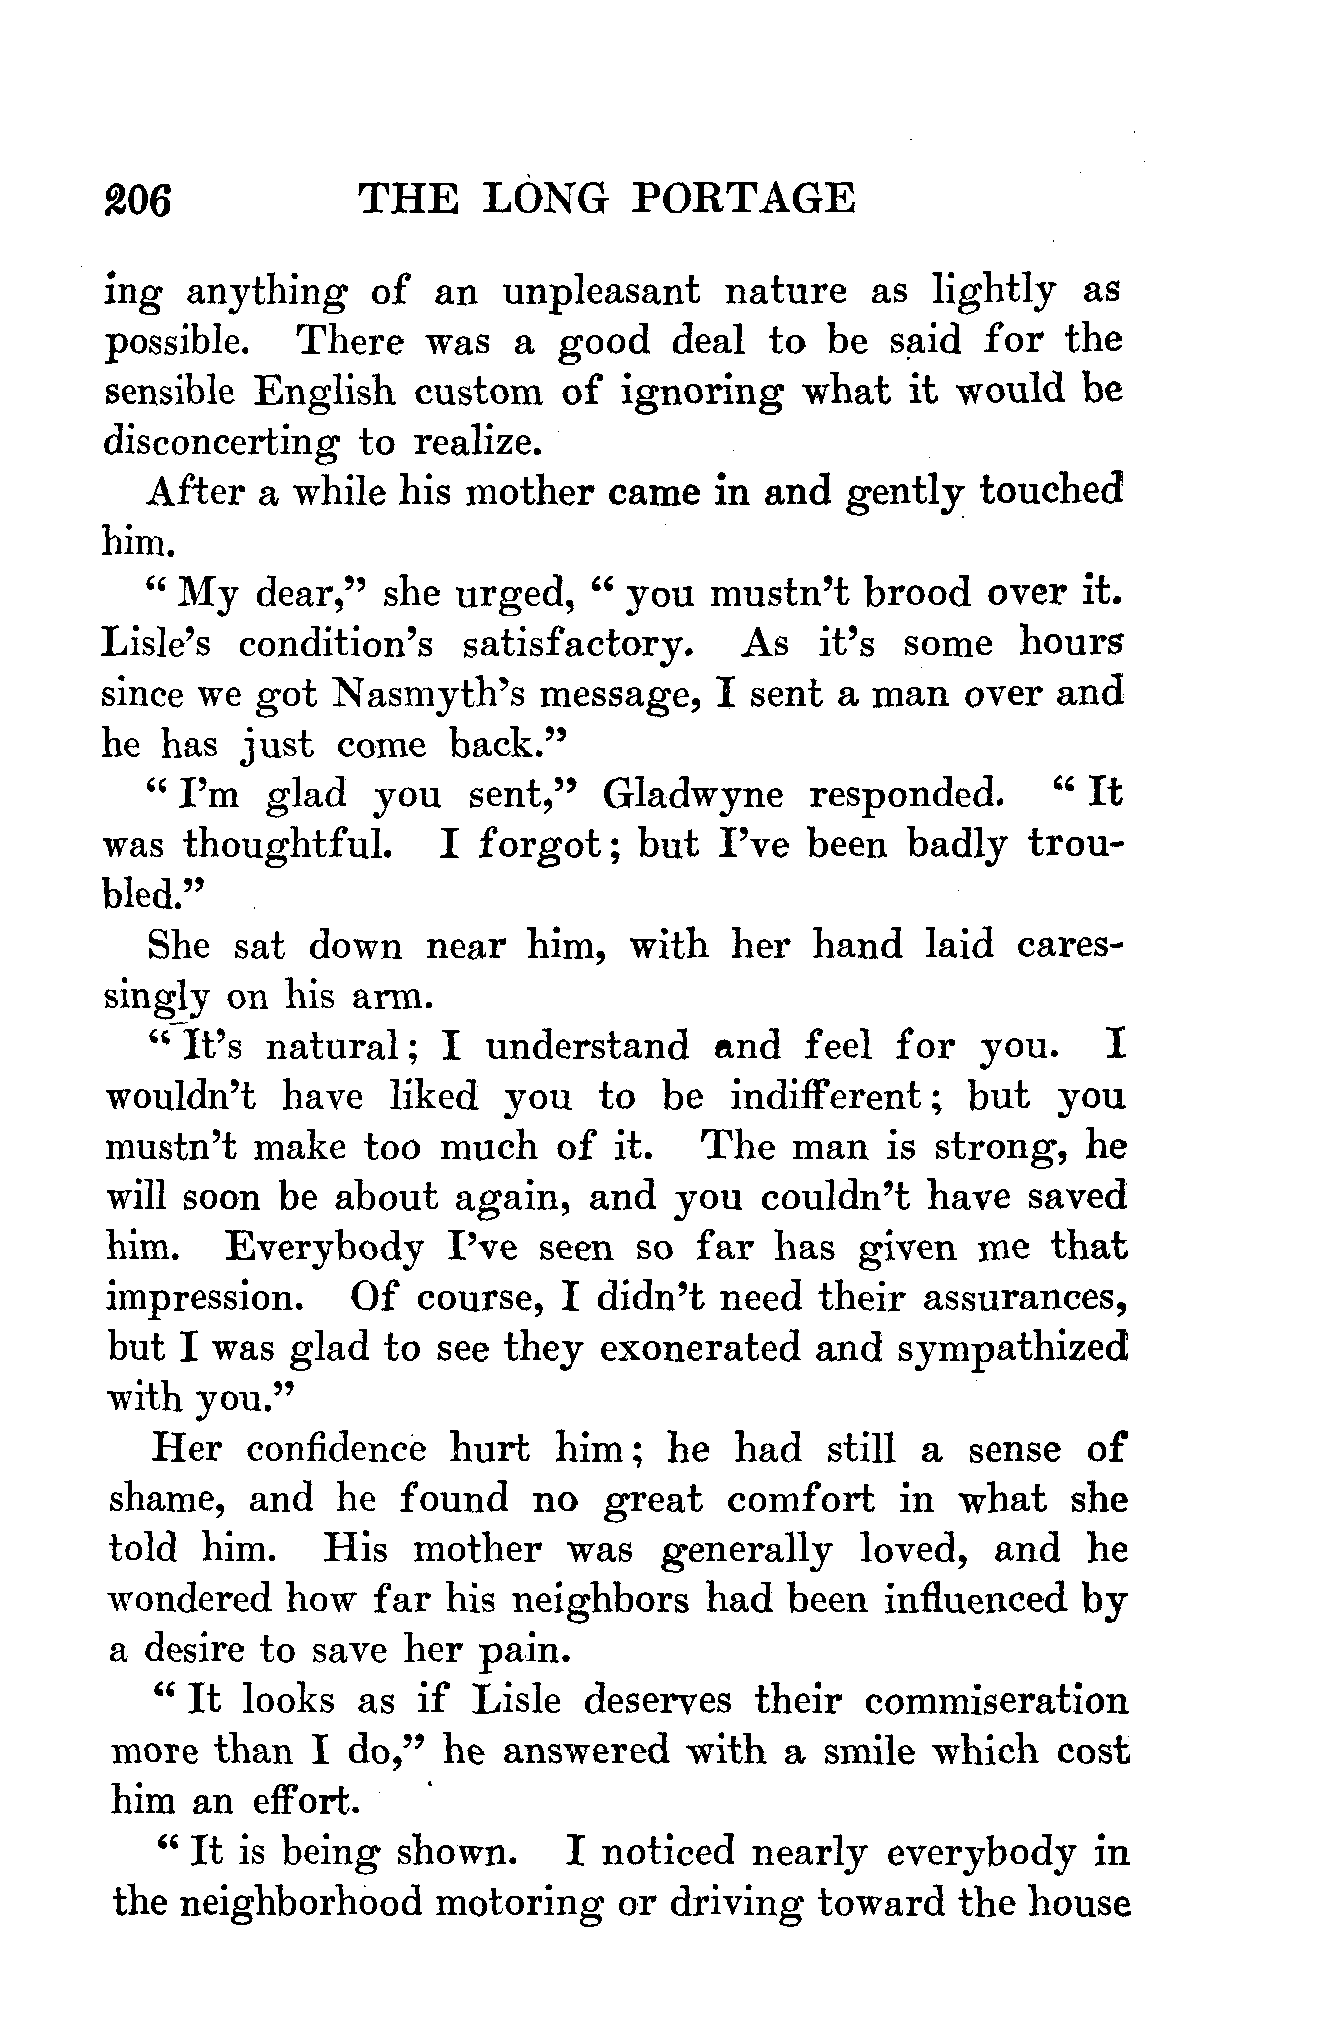 206 THE LONG PORTAGE
ing anything of an unpleasant nature as lightly as
possible. There was a good deal to be said for the
sensible English custom of ignoring what it would be
disconcerting to realize.
After a while his mother came in and gently touched
him.
“ My dear,” she urged, “ you mustn’t brood over it.
Lisle’s condition’s satisfactory. As it’s some hours
since we got Nasmyth’s message, I sent a man over and
he has just come back.”
“ I’m glad you sent,” Gladwyne responded. “ It
was thoughtful. I forgot; but I’ve been badly trou-
bled.”
She sat down near him, with her hand laid cares-
singly on his arm.
“ It’s natural; I understand and feel for you. I
wouldn’t have liked you to be indifferent; but you
mustn’t make too much of it. The man is strong, he
will soon be about again, and you couldn’t have saved
him. Everybody I’ve seen so far has given me that
impression. Of course, I didn’t need their assurances,
but I was glad to see they exonerated and sympathized
with you.”
Her confidence hurt him; he had still a sense of
shame, and he found no great comfort in what she
told him. His mother was generally loved, and he
wondered how far his neighbors had been influenced by
a desire to save her pain.
“ It looks as if Lisle deserves their commiseration
more than I do,” he answered with a smile which cost
him an effort.
“ It is being shown. I noticed nearly everybody in
the neighborhood motoring or driving toward the house